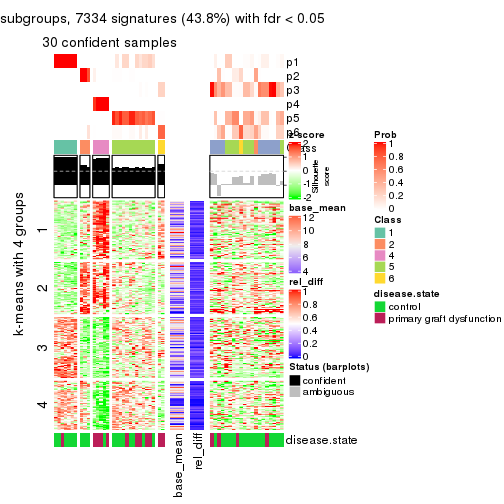 subgroups, 7334 signatures (43.8%) with fdr < 0.05
30 confident samples
p1
p2
p3
p4
p5
p6
Class
z-score
2
1
0
-1
-2
Silhouette
score
base_mean
12
10
8
6
4
rel_diff
1
0.8
0.6
0.4
0.2
0
Status (barplots)
confident
ambiguous
Prob
1
0.8
0.6
0.4
0.2
0
Class
1
2
4
5
6
disease.state
control
primary graft dysfunction
k-means with 4 groups
1
2
3
4
disease.state
base_mean
rel_diff